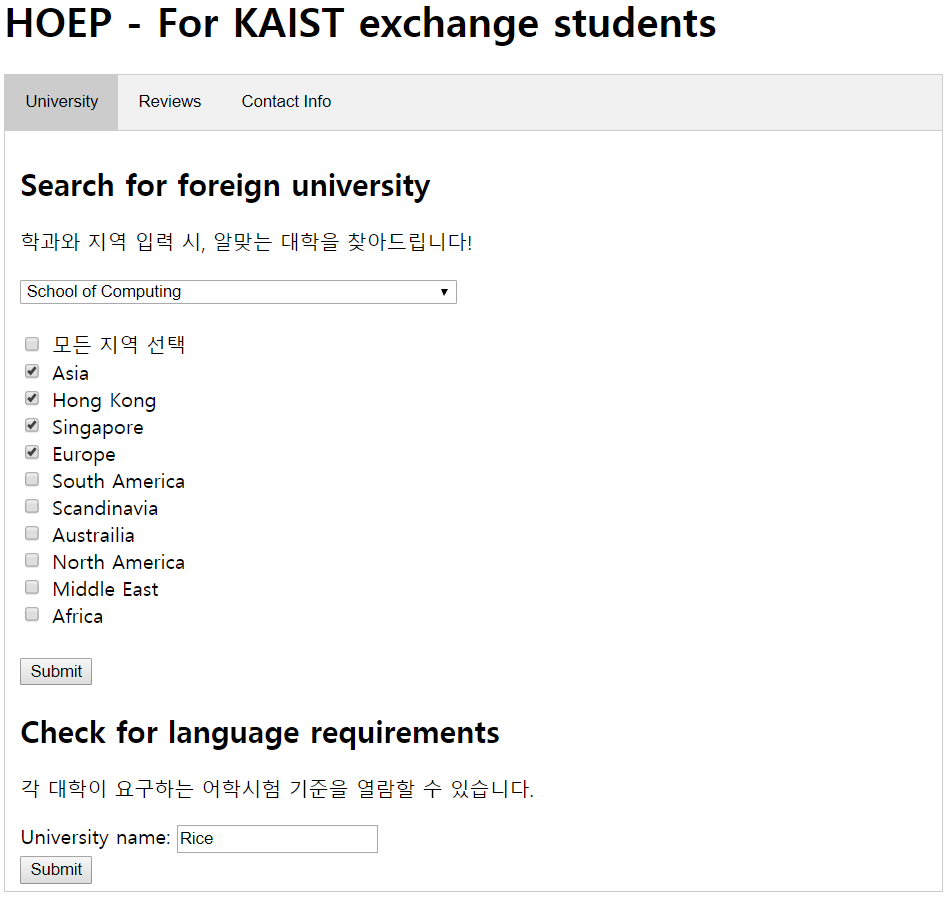 HOEP - For KAIST exchange students
University Reviews Contact Info
Search for foreign university
학과와 지역 입력 시, 알맞는 대학을 찾아드립니다!
School of Computing
모든 지역 선택
Asia
Hong Kong
Singapore
Europe
South America
Scandinavia
Austrailia
North America
Middle East
Africa
Submit
Check for language requirements
각 대학이 요구하는 어학시험 기준을 열람할 수 있습니다.
University name: Rice
Submit